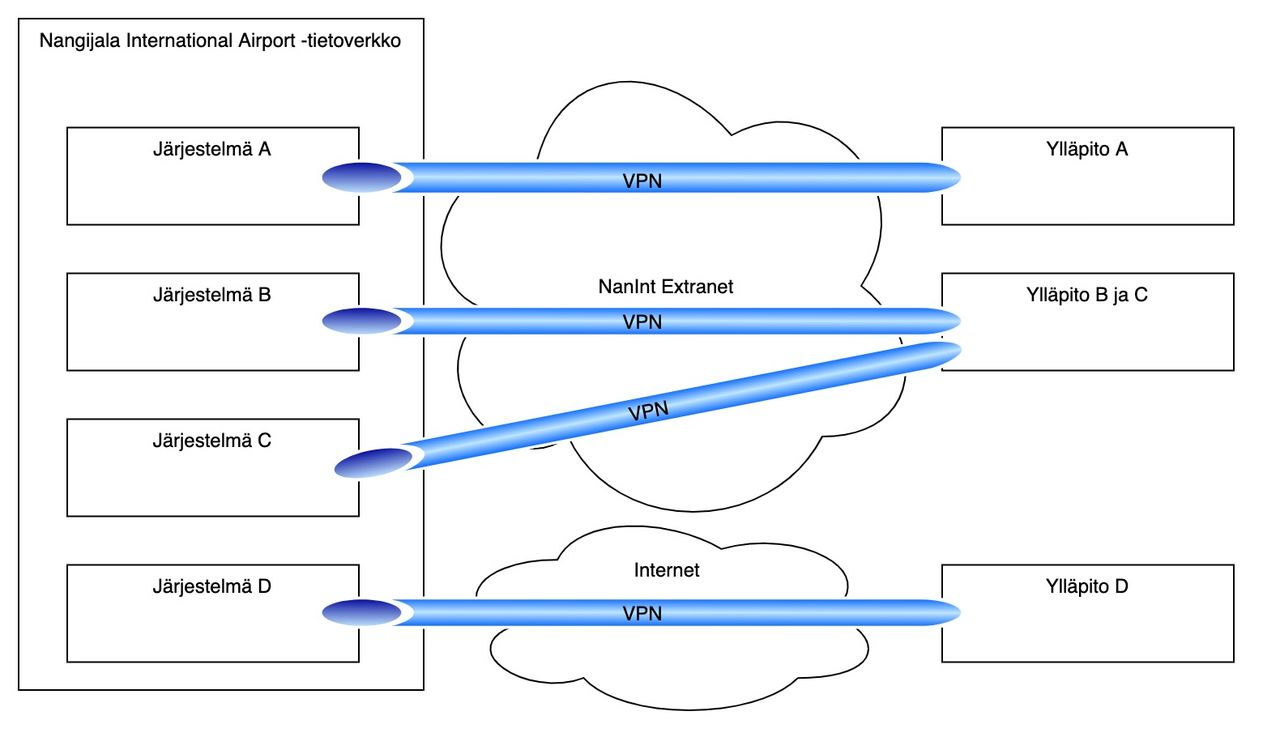 Nangijala International Airport -tietoverkko
Järjestelmä A
VPN
Ylläpito A
NanInt Extranet
Järjestelmä B
VPN
Ylläpito B ja C
VPN
Järjestelmä C
Internet
Järjestelmä D
VPN
Ylläpito D